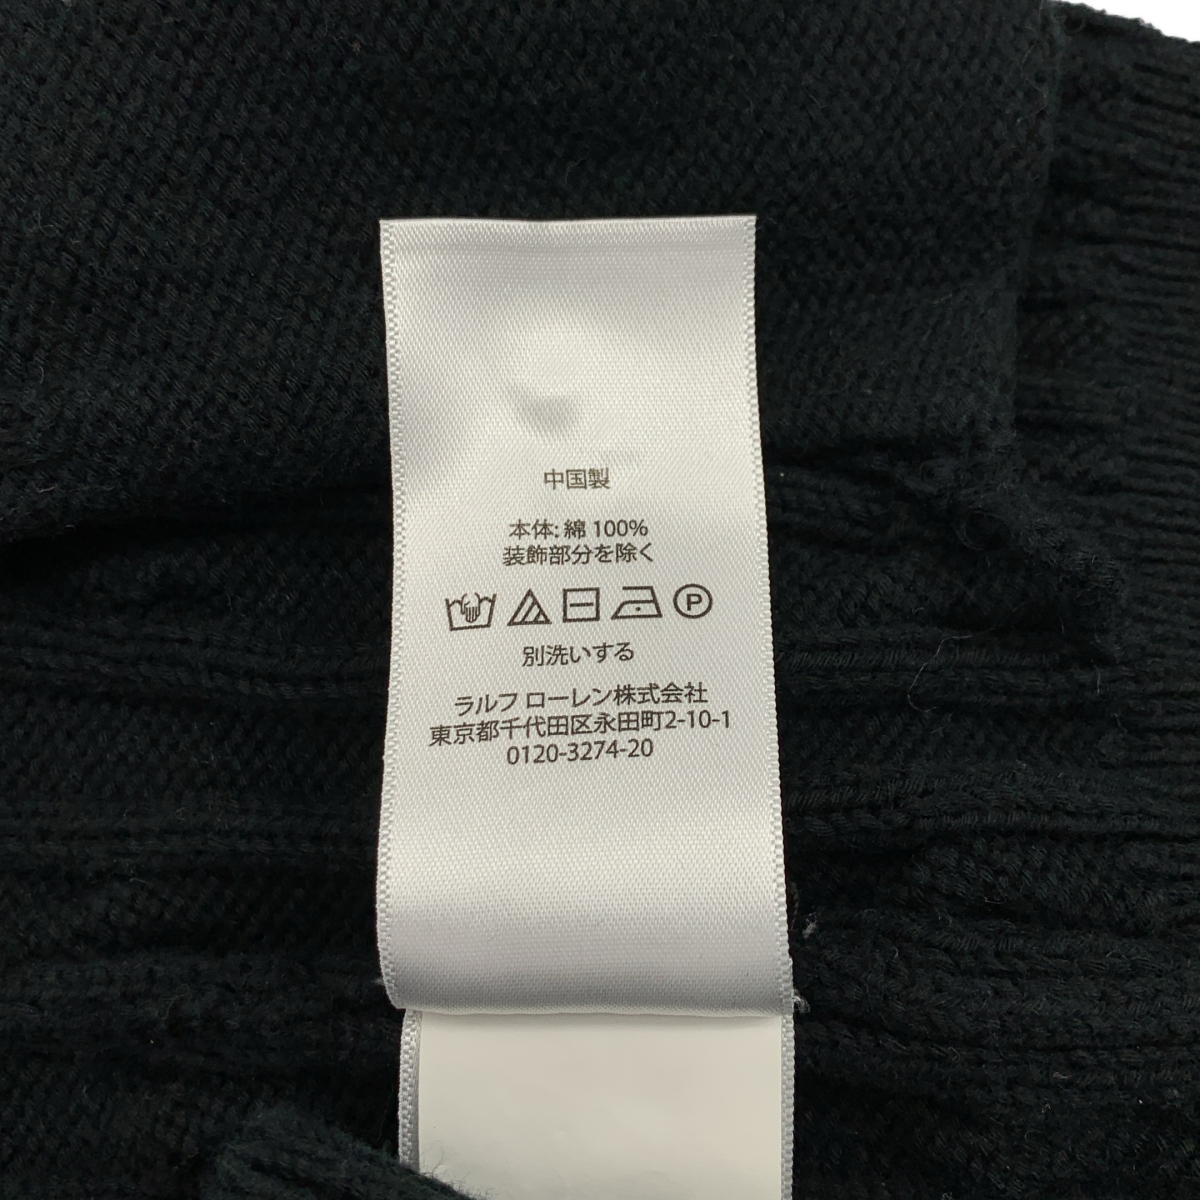 中国製
本体: 綿 100%
装飾部分を除く
P
別洗いする
ラルフ ローレン株式会社
東京都千代田区永田町2-10-1
0120-3274-20